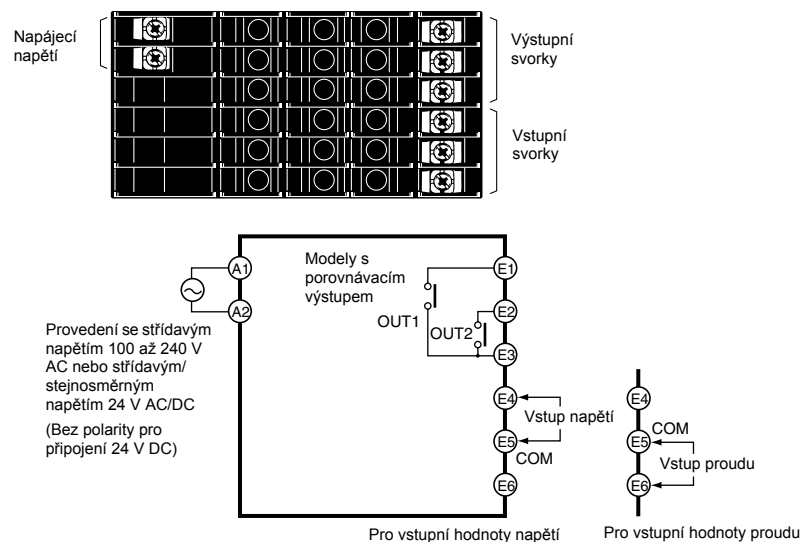 Napájecí
napětí
Výstupní
svorky
Vstupní
svorky
A1
A2
Modely s
porovnávacím
výstupem
OUT1
OUT2
E1
E2
E3
E4
E5
E6
Vstup napětí
COM
Provedení se střídavým
napětím 100 až 240 V
AC nebo střídavým/
stejnosměrným
napětím 24 V AC/DC
(Bez polarity pro
připojení 24 V DC)
Pro vstupní hodnoty napětí
E4
E5
E6
COM
Vstup proudu
Pro vstupní hodnoty proudu